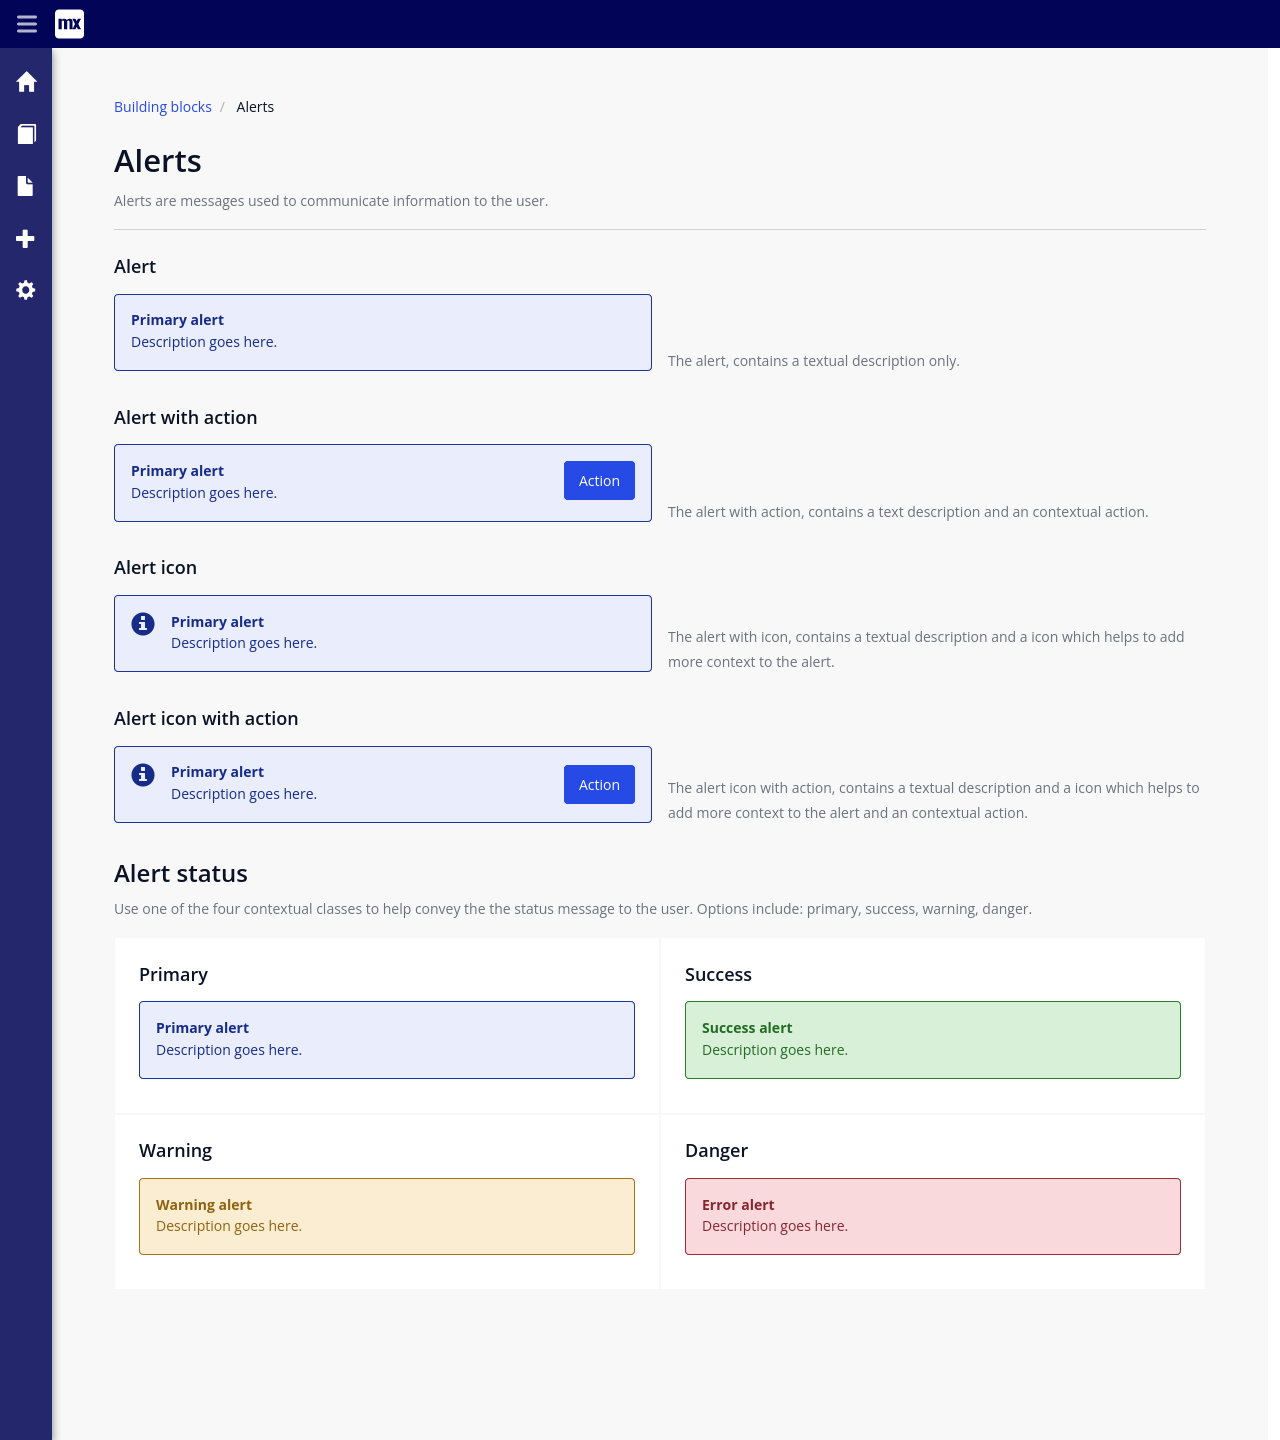 mx
Building blocks / Alerts
Alerts
Alerts are messages used to communicate information to the user.
Alert
Primary alert
Description goes here.
The alert, contains a textual description only.
Alert with action
Primary alert
Description goes here.
Action
The alert with action, contains a text description and an contextual action.
Alert icon
Primary alert
Description goes here.
The alert with icon, contains a textual description and a icon which helps to add
more context to the alert.
Alert icon with action
Primary alert
Description goes here.
Action
The alert icon with action, contains a textual description and a icon which helps to
add more context to the alert and an contextual action.
Alert status
Use one of the four contextual classes to help convey the the status message to the user. Options include: primary, success, warning, danger.
Primary
Primary alert
Description goes here.
Success
Success alert
Description goes here.
Warning
Warning alert
Description goes here.
Danger
Error alert
Description goes here.